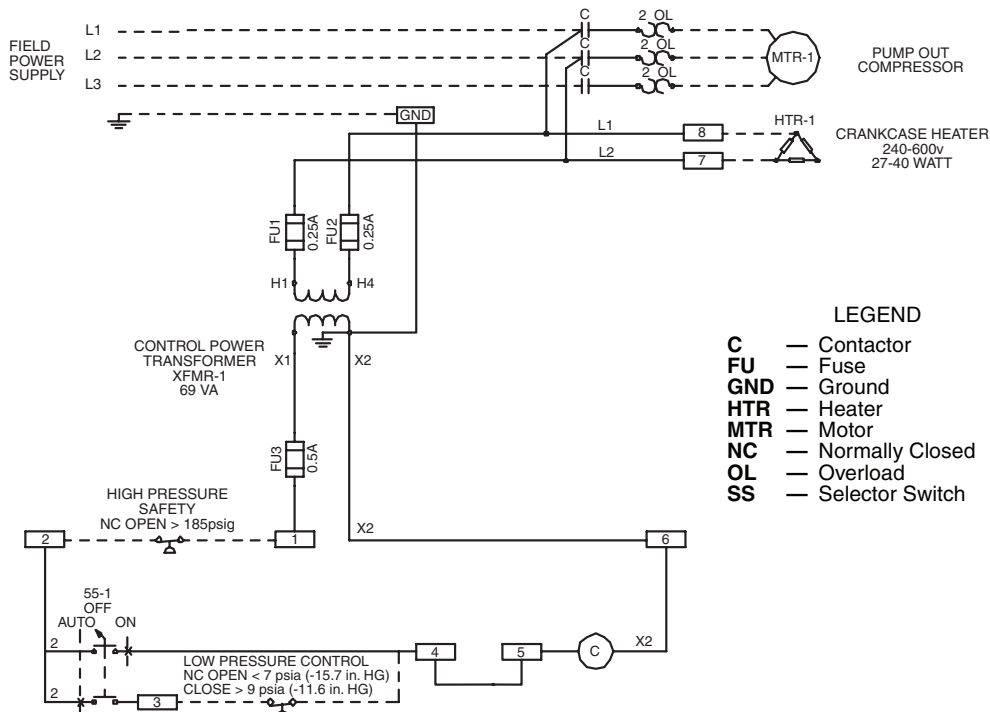 FIELD
POWER
SUPPLY
L1
L2
L3
C
C
C
2 OL
2 OL
2 OL
MTR-1
PUMP OUT
COMPRESSOR
GND
L1
L2
8
7
HTR-1
CRANKCASE HEATER
240-600v
27-40 WATT
FU1
0.25A
FU2
0.25A
H1
H4
CONTROL POWER
TRANSFORMER
XFMR-1
69 VA
X1
X2
FU3
0.5A
LEGEND
C — Contactor
FU — Fuse
GND — Ground
HTR — Heater
MTR — Motor
NC — Normally Closed
OL — Overload
SS — Selector Switch
HIGH PRESSURE
SAFETY
NC OPEN > 185psig
2
1
X2
6
55-1
OFF
AUTO
ON
2
4
5
C
X2
LOW PRESSURE CONTROL
NC OPEN < 7 psia (-15.7 in. HG)
CLOSE > 9 psia (-11.6 in. HG)
2
3